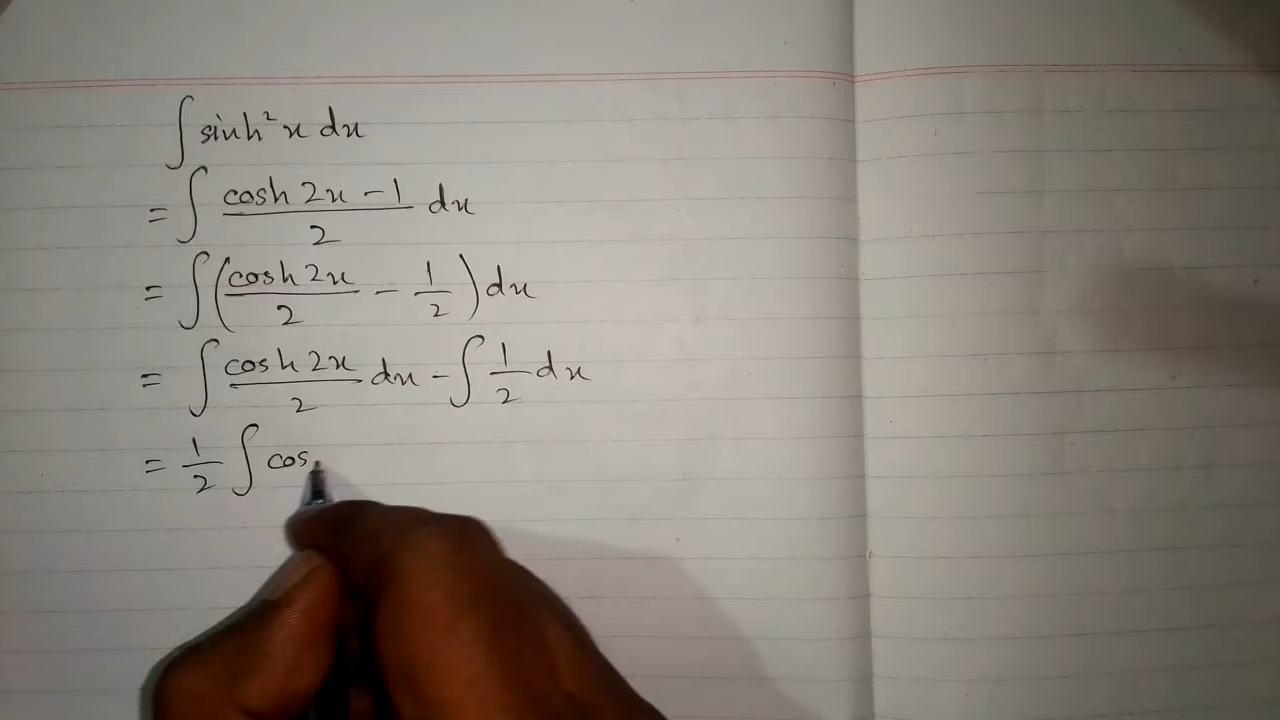 ∫ sinh² x dx
= ∫ (cosh 2x − 1)/2 dx
= ∫ (cosh 2x/2 − 1/2) dx
= ∫ cosh 2x/2 dx − ∫ 1/2 dx
= 1/2 ∫ cos